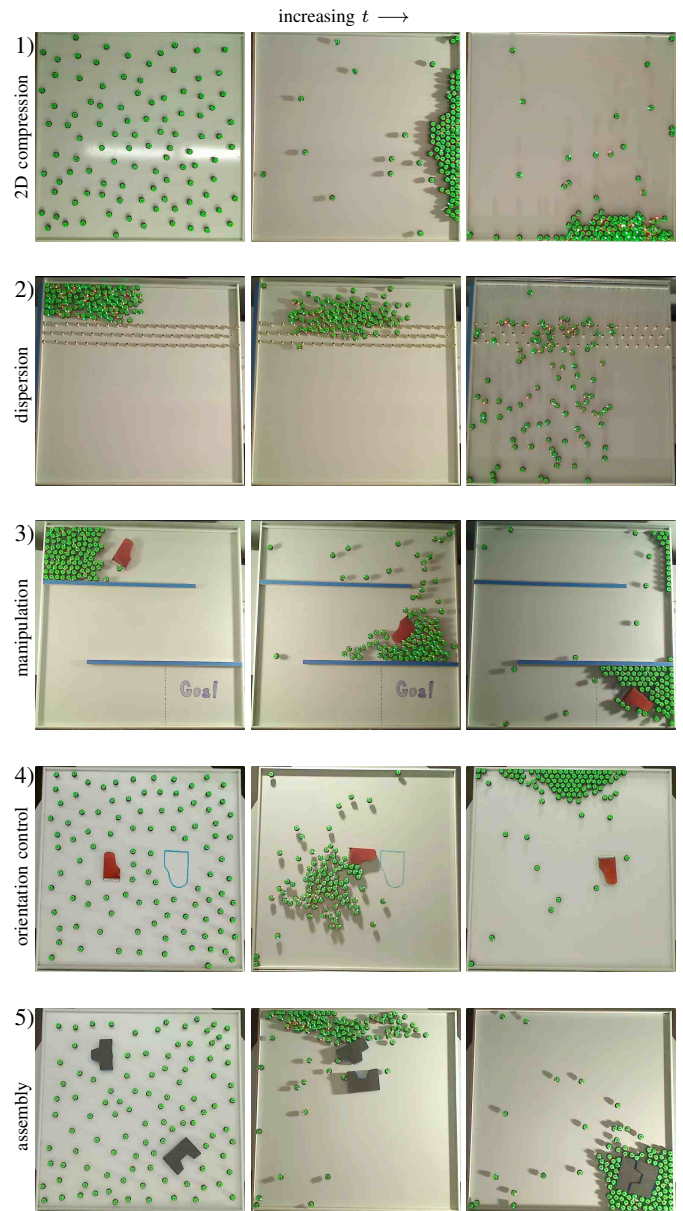 increasing t ⟶
1)
2D compression
2)
dispersion
3)
manipulation
Goal
Goal
4)
orientation control
5)
assembly